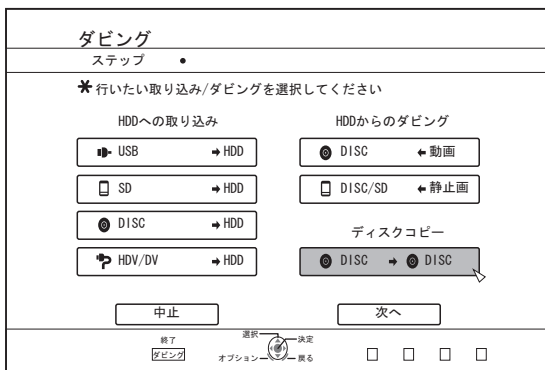 ダビング
ステップ
行いたい取り込み/ダビングを選択してください
HDDへの取り込み
USB ➡ HDD
SD ➡ HDD
DISC ➡ HDD
HDV/DV ➡ HDD
HDDからのダビング
DISC ⬅ 動画
DISC/SD ⬅ 静止画
ディスクコピー
DISC ➡ DISC
中止
次へ
終了
ダビング
選択
決定
オプション
戻る